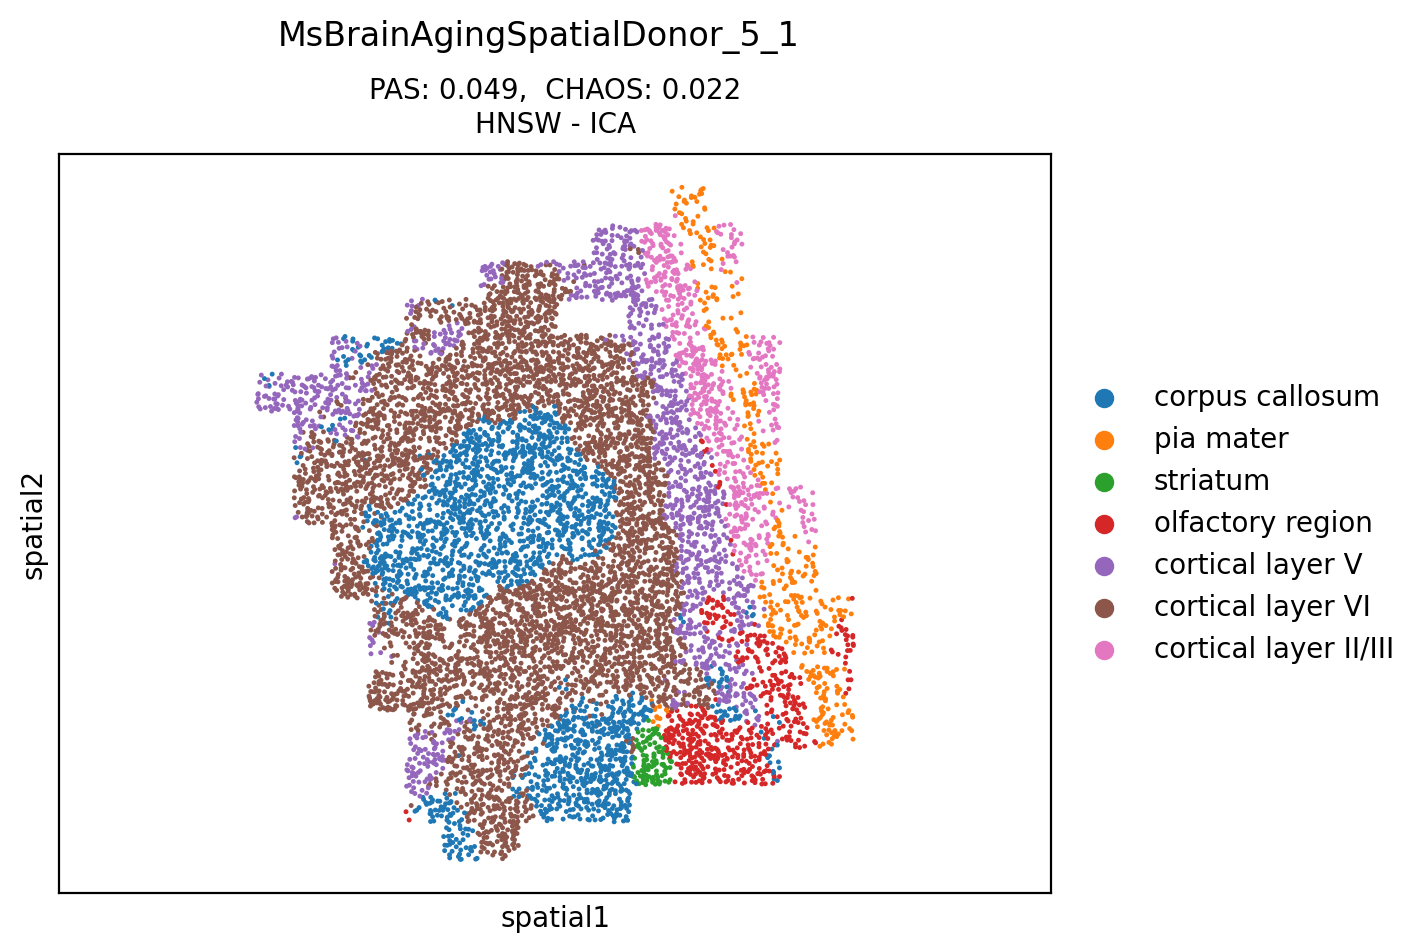 MsBrainAgingSpatialDonor_5_1
PAS: 0.049,  CHAOS: 0.022
HNSW - ICA
spatial2
spatial1
corpus callosum
pia mater
striatum
olfactory region
cortical layer V
cortical layer VI
cortical layer II/III